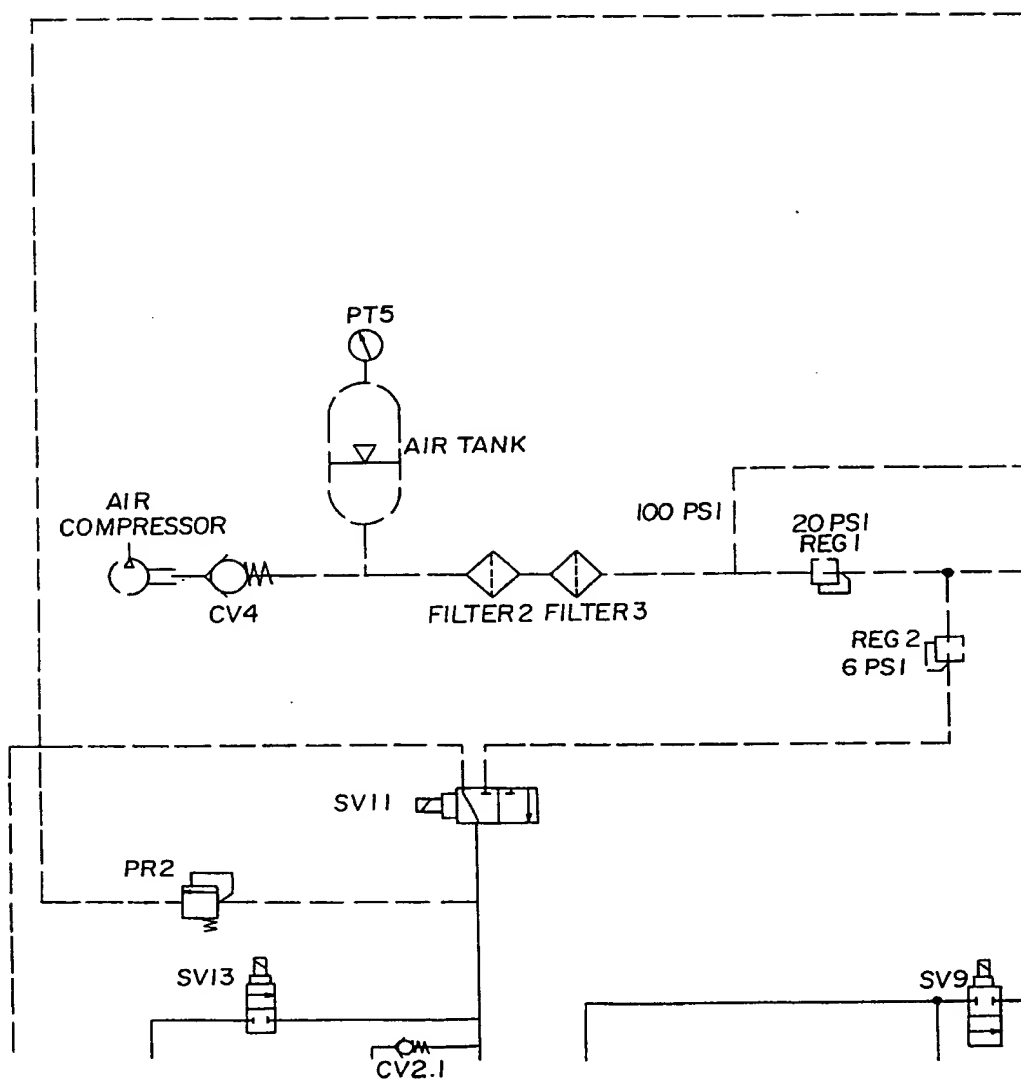 PT5
AIR TANK
AIR
COMPRESSOR
CV4
FILTER 2
FILTER 3
100 PSI
20 PSI
REG 1
REG 2
6 PSI
SV11
PR2
SV13
CV2.1
SV9